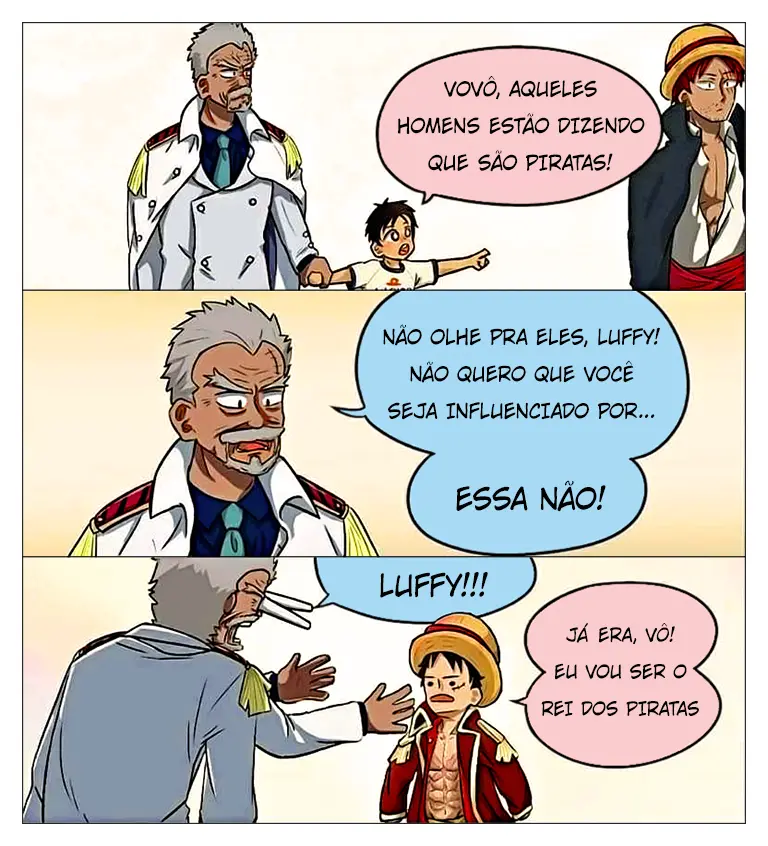 VOVÔ, AQUELES
HOMENS ESTÃO DIZENDO
QUE SÃO PIRATAS!
NÃO OLHE PRA ELES, LUFFY!
NÃO QUERO QUE VOCÊ
SEJA INFLUENCIADO POR...
ESSA NÃO!
LUFFY!!!
JÁ ERA, VÔ!
EU VOU SER O
REI DOS PIRATAS